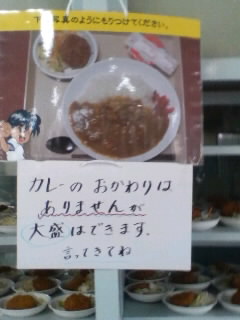 下の写真のようにもりつけてください。
カレーの おかわりは
ありませんが
大盛はできます.
言ってきてね